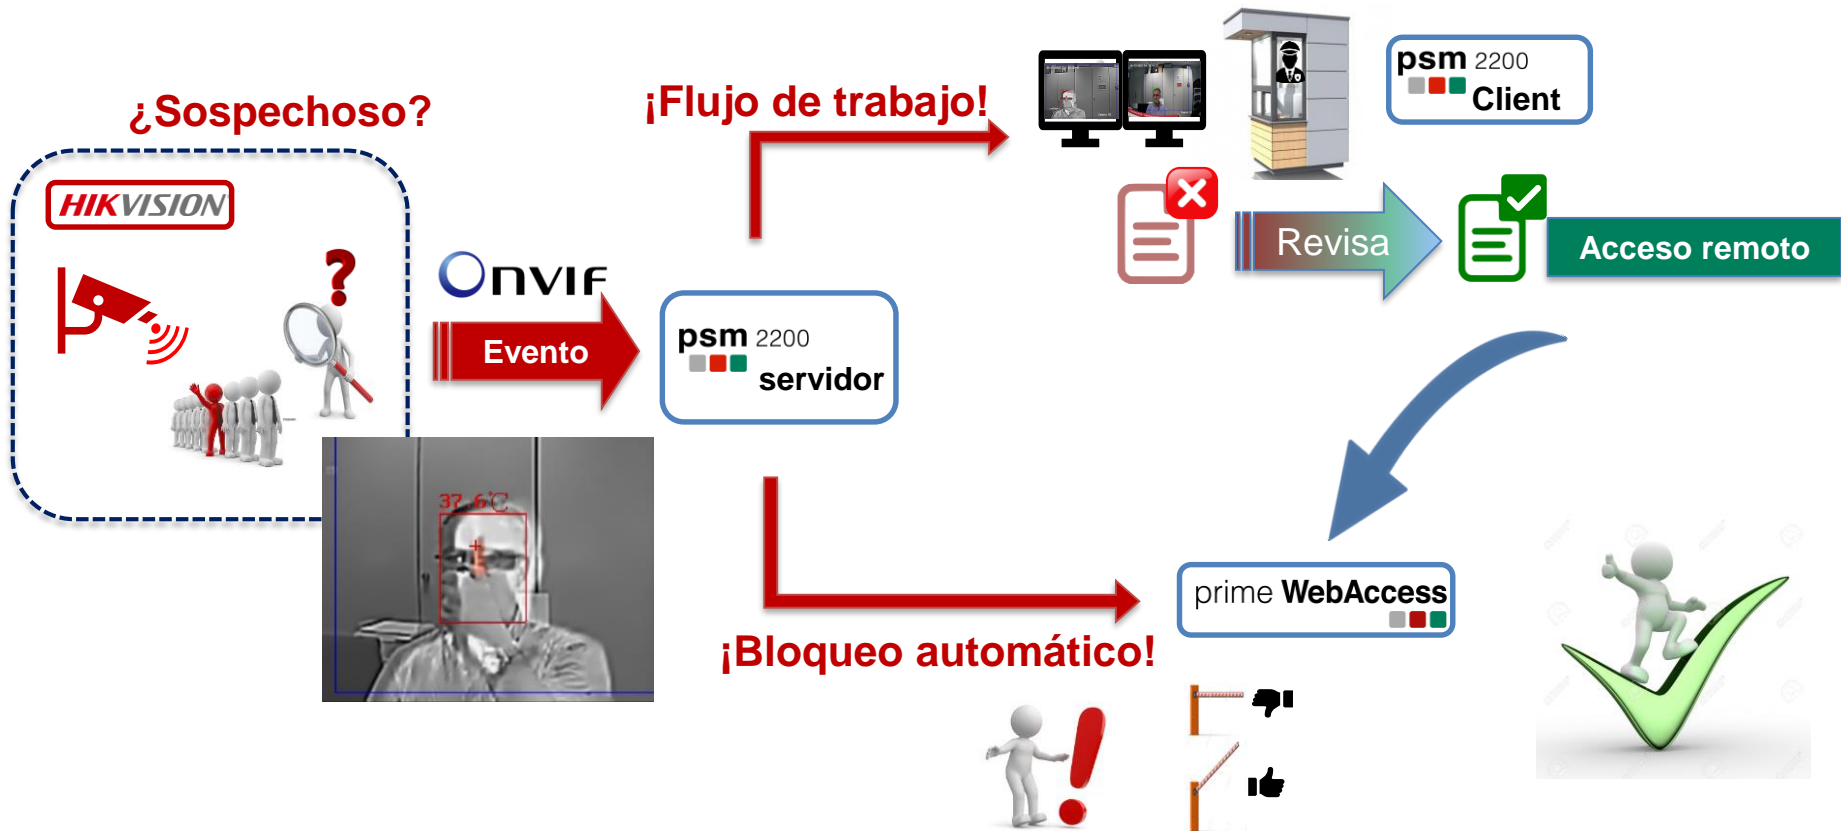 ¿Sospechoso?
HIKVISION
ONVIF
Evento
37.6℃
psm 2200
servidor
¡Flujo de trabajo!
psm 2200
Client
Revisa
Acceso remoto
prime WebAccess
¡Bloqueo automático!